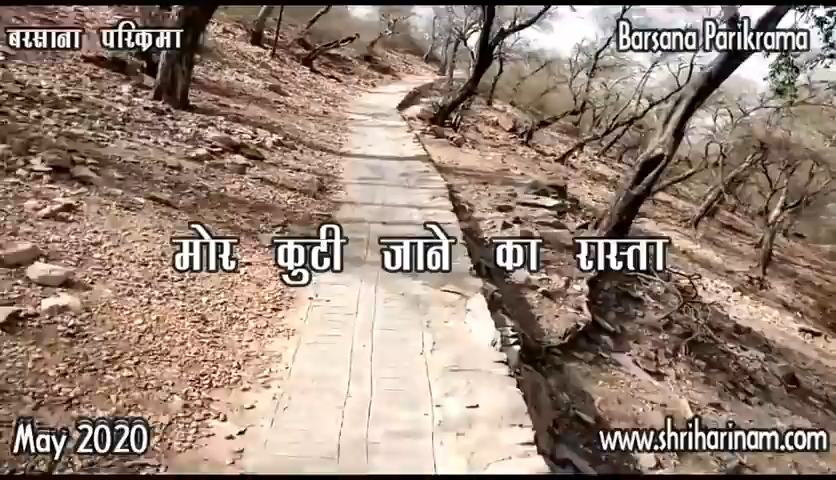 बरसाना परिक्रमा
Barsana Parikrama
मोर कुटी जाने का रास्ता
May 2020
www.shriharinam.com